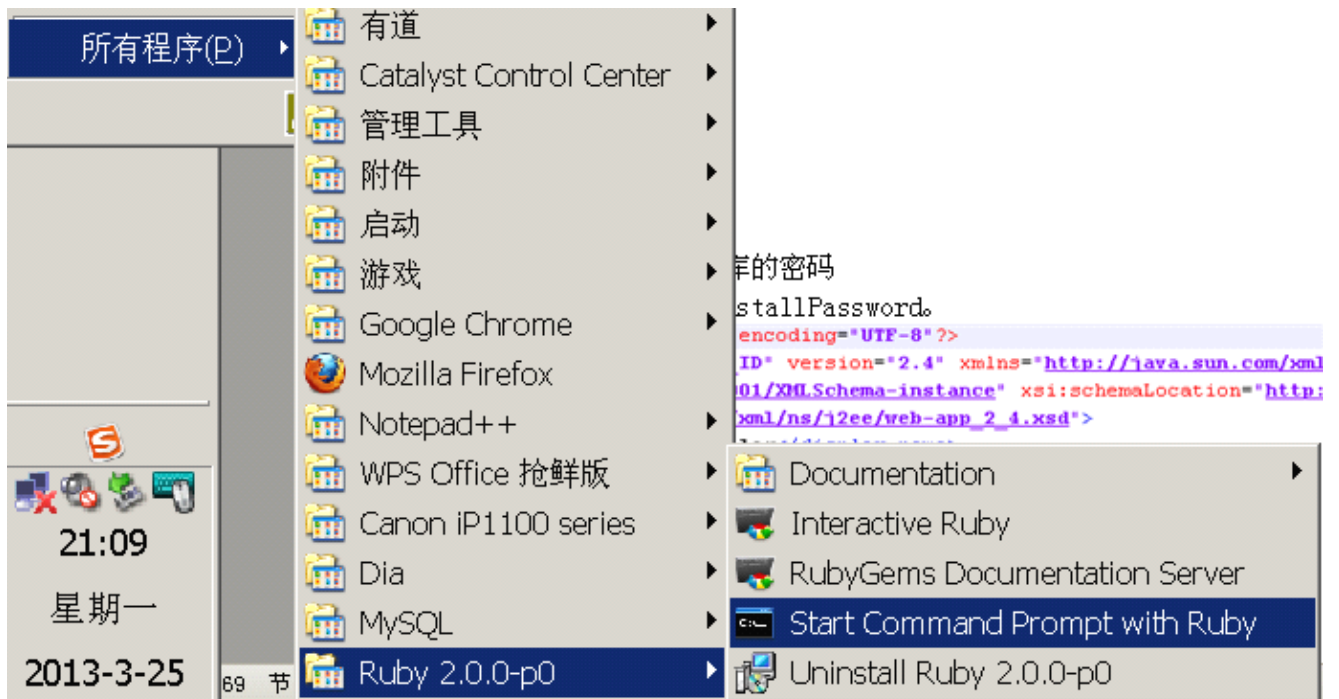 所有程序(P)
有道
Catalyst Control Center
管理工具
附件
启动
游戏
Google Chrome
Mozilla Firefox
Notepad++
WPS Office 抢鲜版
Canon iP1100 series
Dia
MySQL
Ruby 2.0.0-p0
的密码
stallPassword。
encoding="UTF-8"?>
ID" version="2.4" xmlns="http://java.sun.com/xml
01/XMLSchema-instance" xsi:schemaLocation="http:
xml/ns/j2ee/web-app_2_4.xsd">
Documentation
Interactive Ruby
RubyGems Documentation Server
Start Command Prompt with Ruby
Uninstall Ruby 2.0.0-p0
21:09
星期一
2013-3-25
69 节